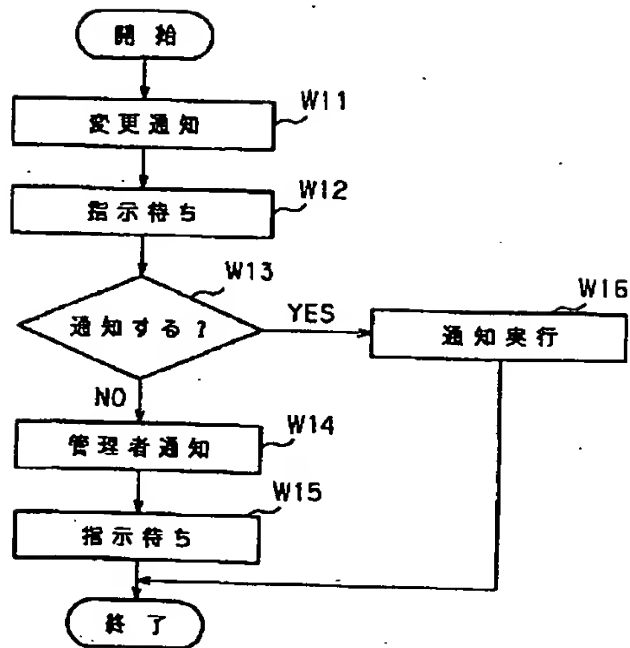 開始
W11
変更通知
W12
指示待ち
W13
通知する？
YES
W16
通知実行
NO
W14
管理者通知
W15
指示待ち
終了